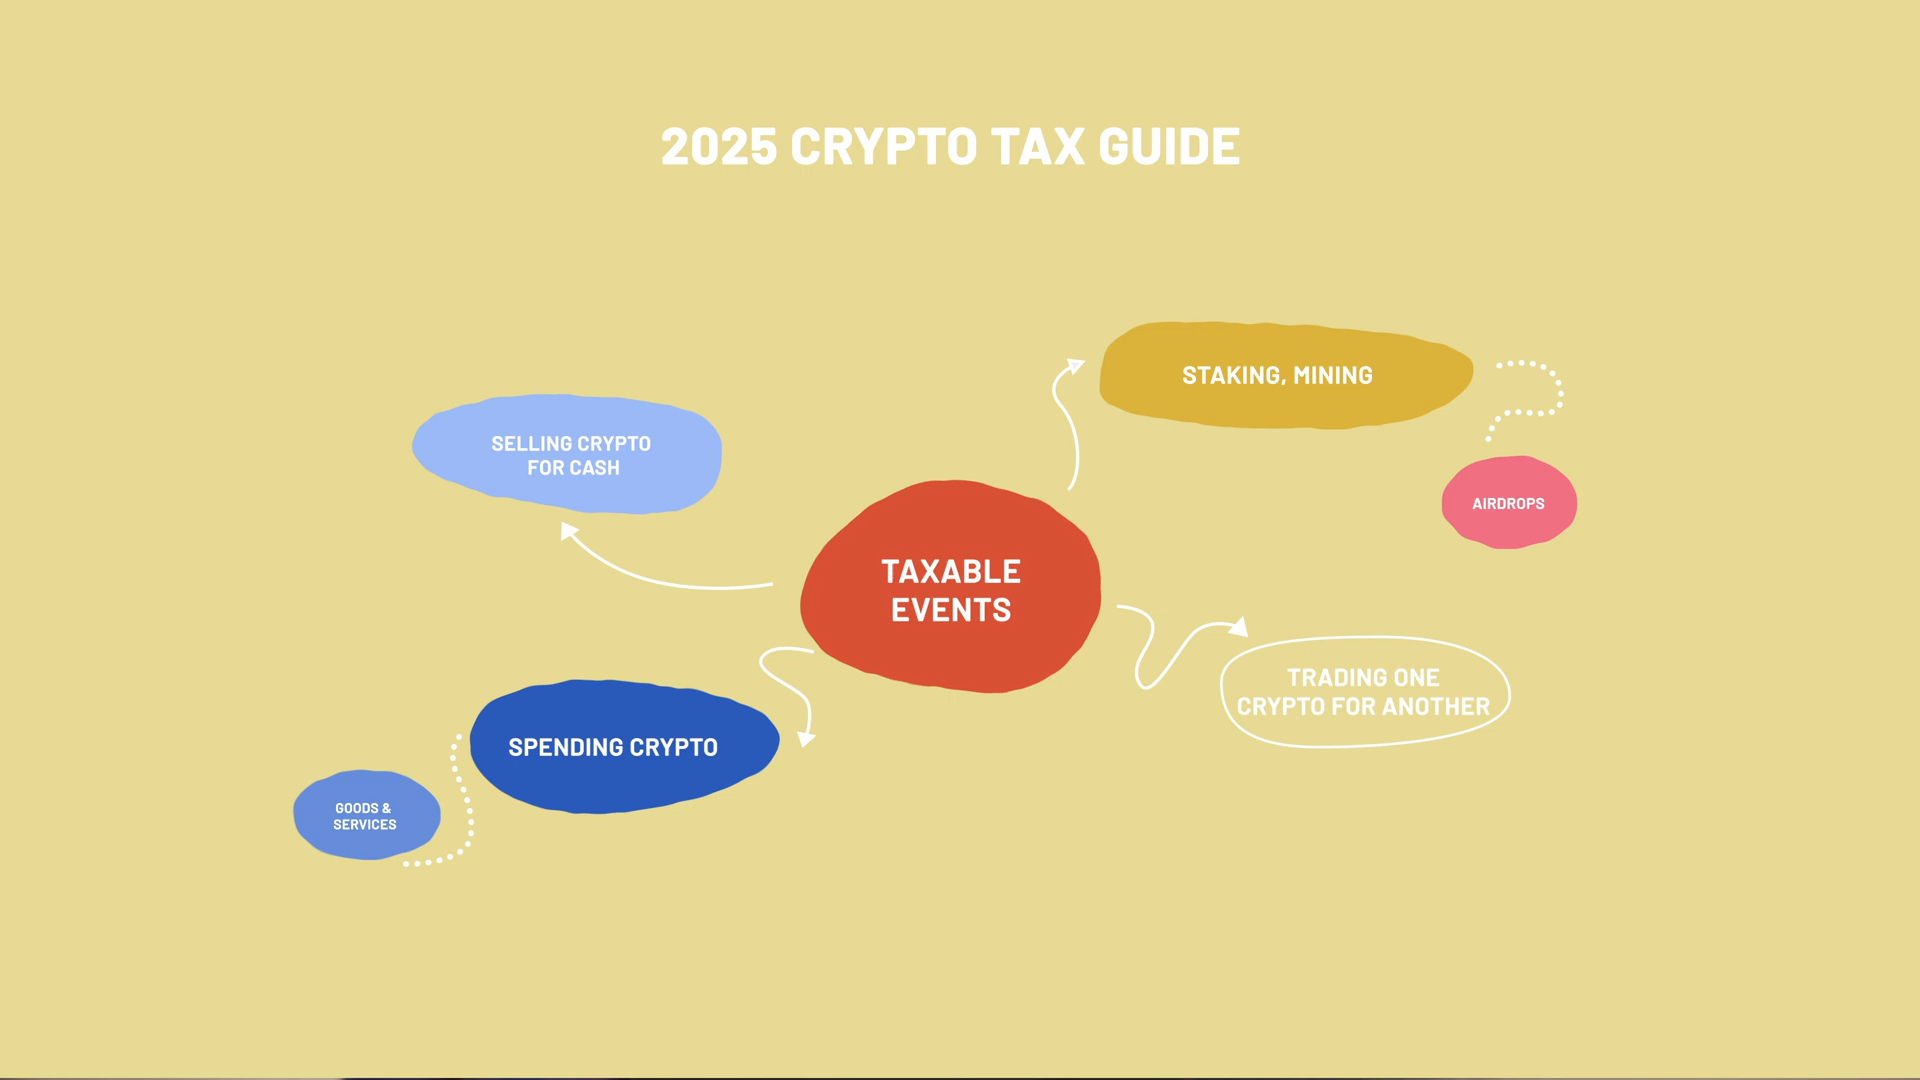 2025 CRYPTO TAX GUIDE
STAKING, MINING
SELLING CRYPTO
FOR CASH
AIRDROPS
TAXABLE
EVENTS
TRADING ONE
CRYPTO FOR ANOTHER
SPENDING CRYPTO
GOODS &
SERVICES